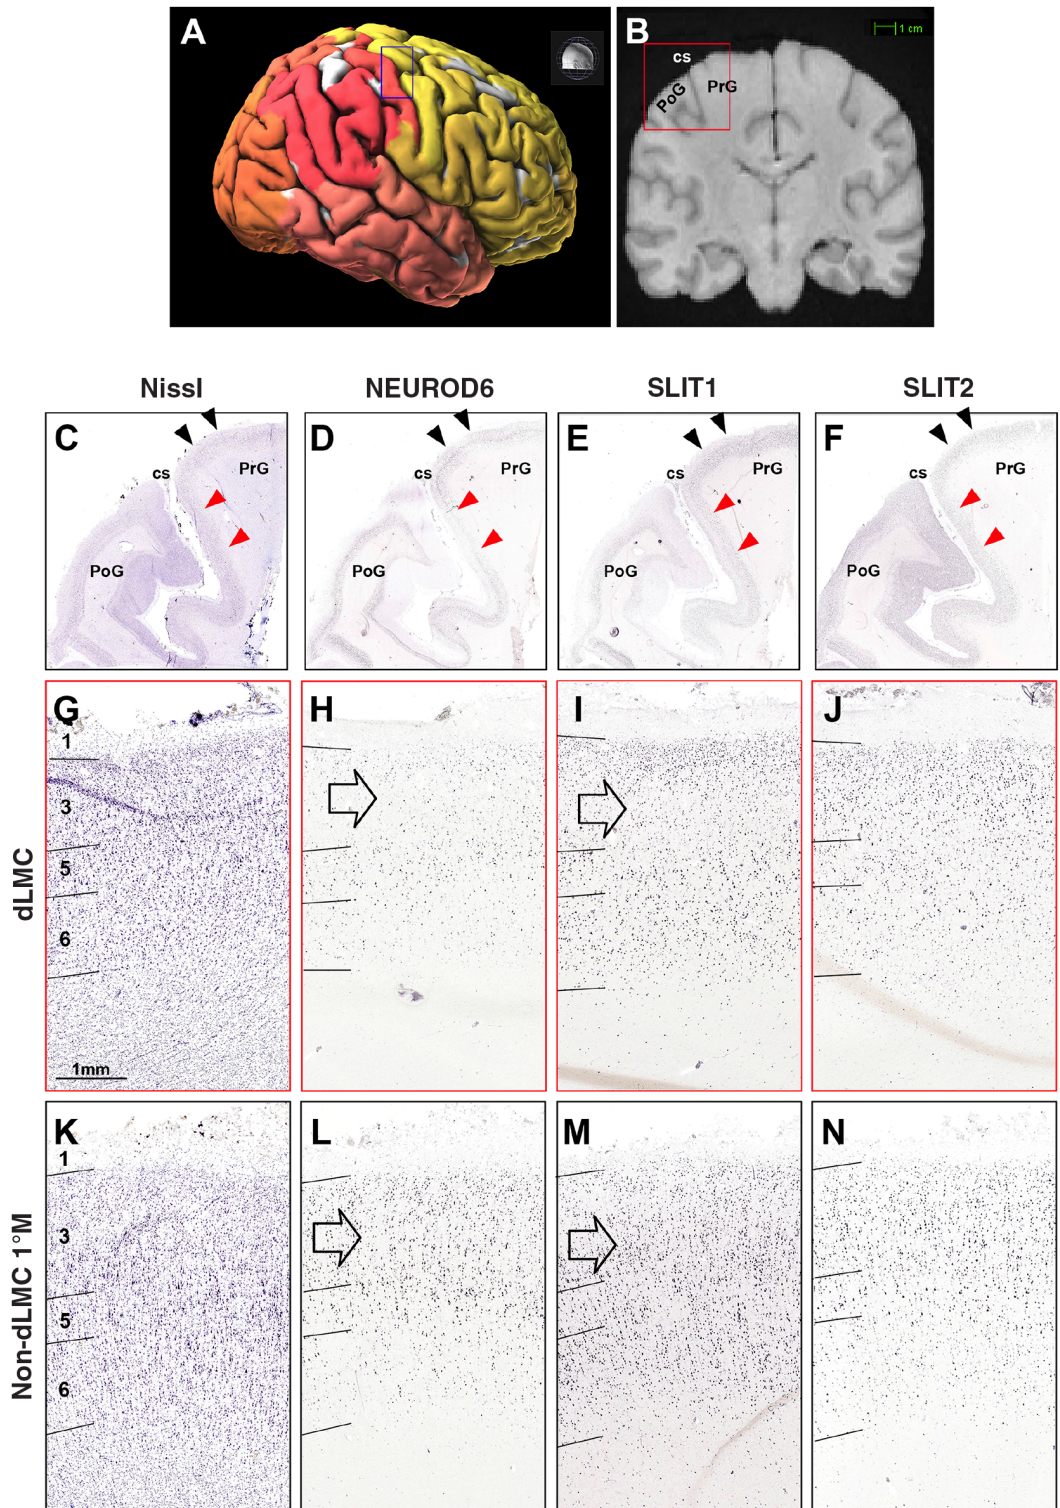 A
B
1 cm
cs
PoG
PrG
Nissl
NEUROD6
SLIT1
SLIT2
C
cs
PrG
PoG
D
cs
PrG
PoG
E
cs
PrG
PoG
F
cs
PrG
PoG
dLMC
G
1
3
5
6
1mm
H
I
J
Non-dLMC 1°M
K
1
3
5
6
L
M
N